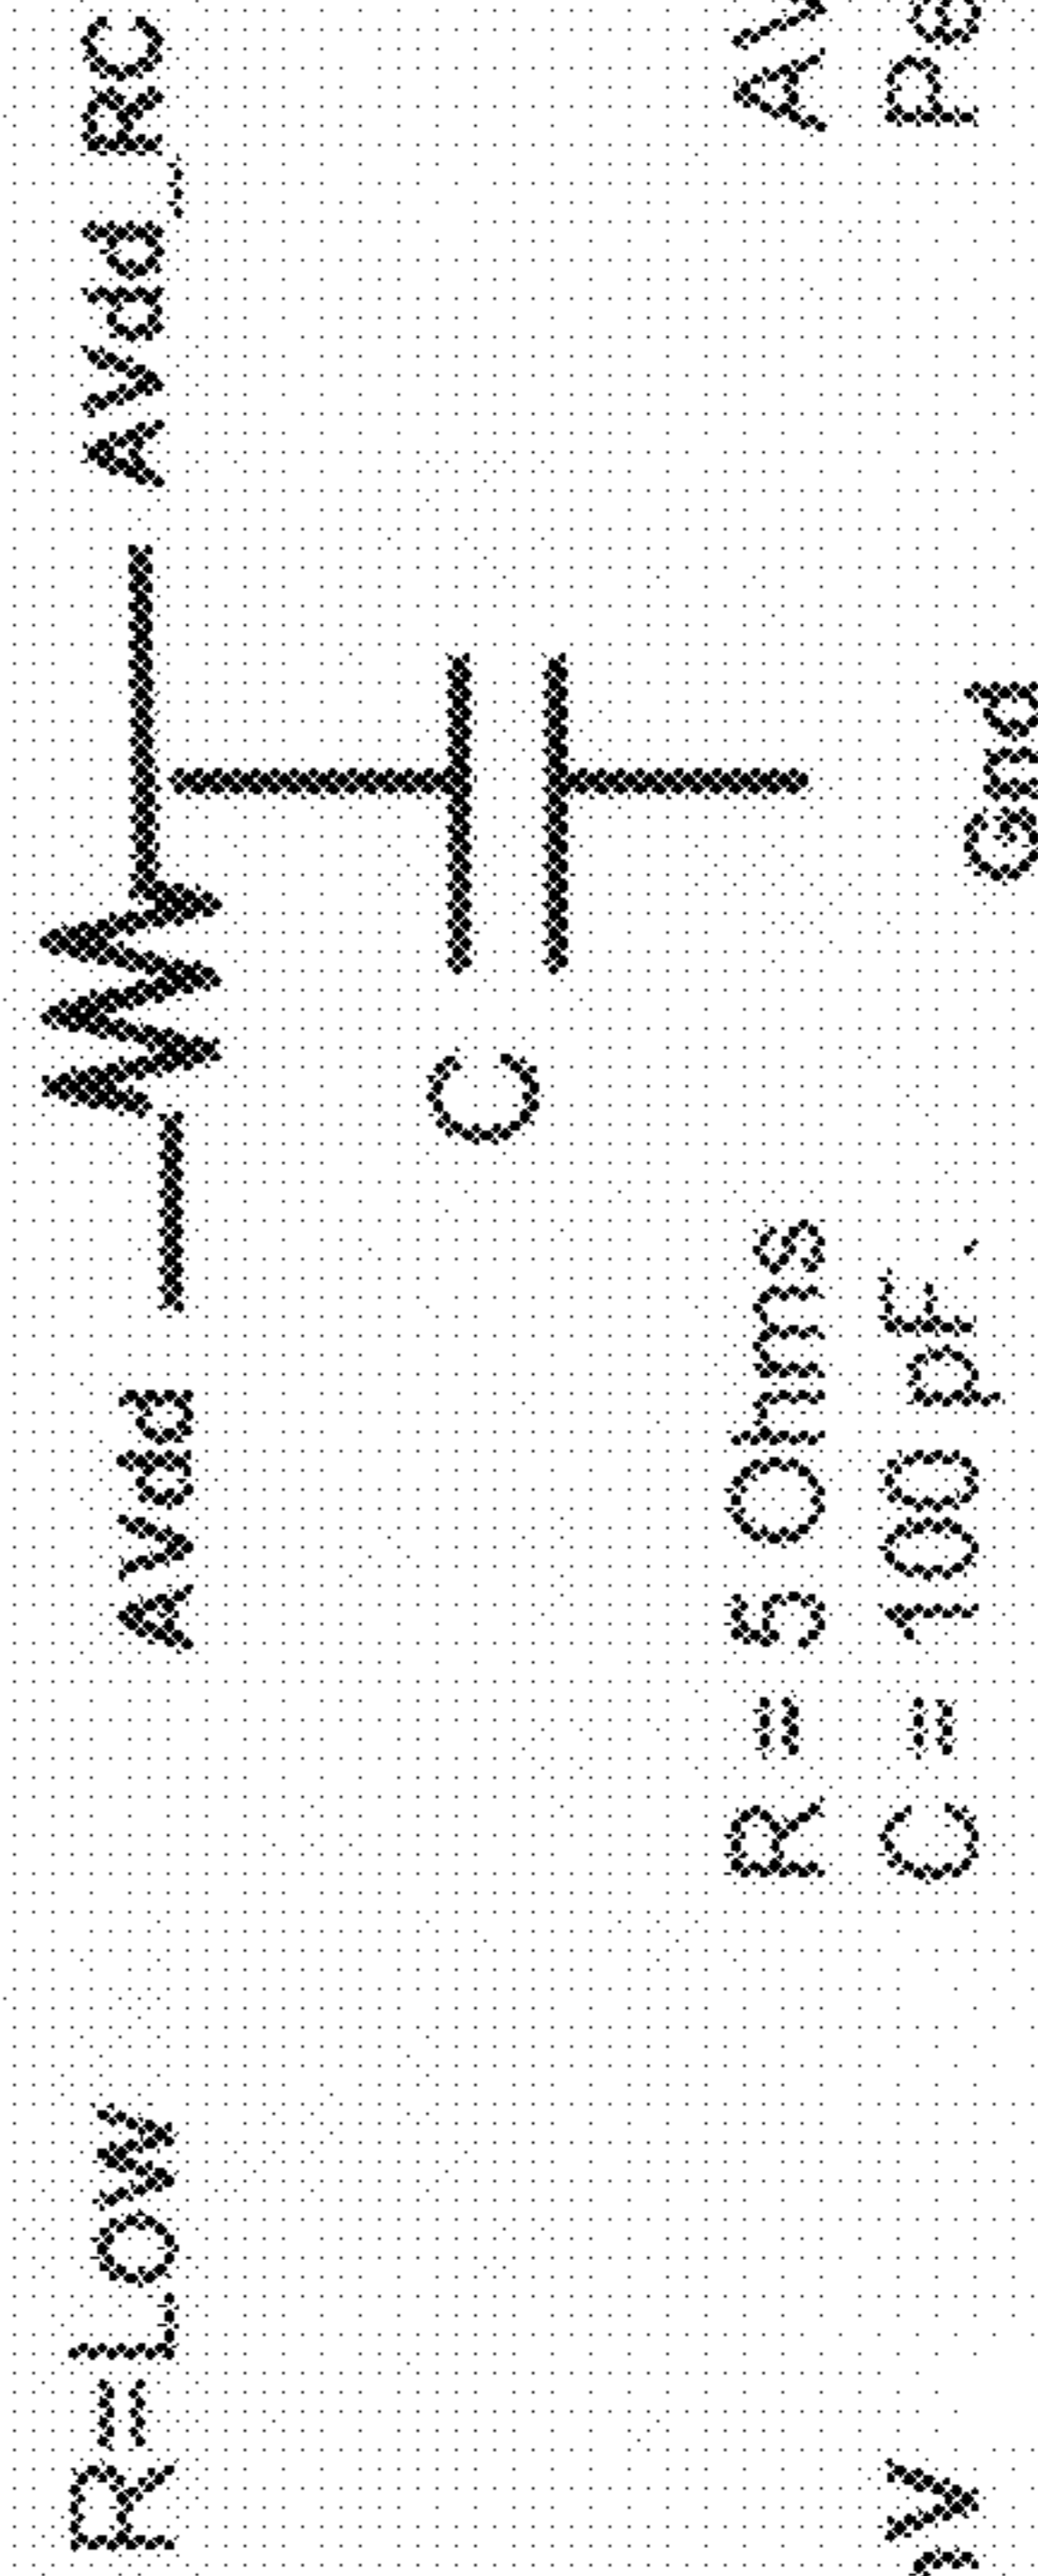 R=Low
AVdd
AVdd_RC
C
Gnd
R = 5 Ohms
C = 100 pF.